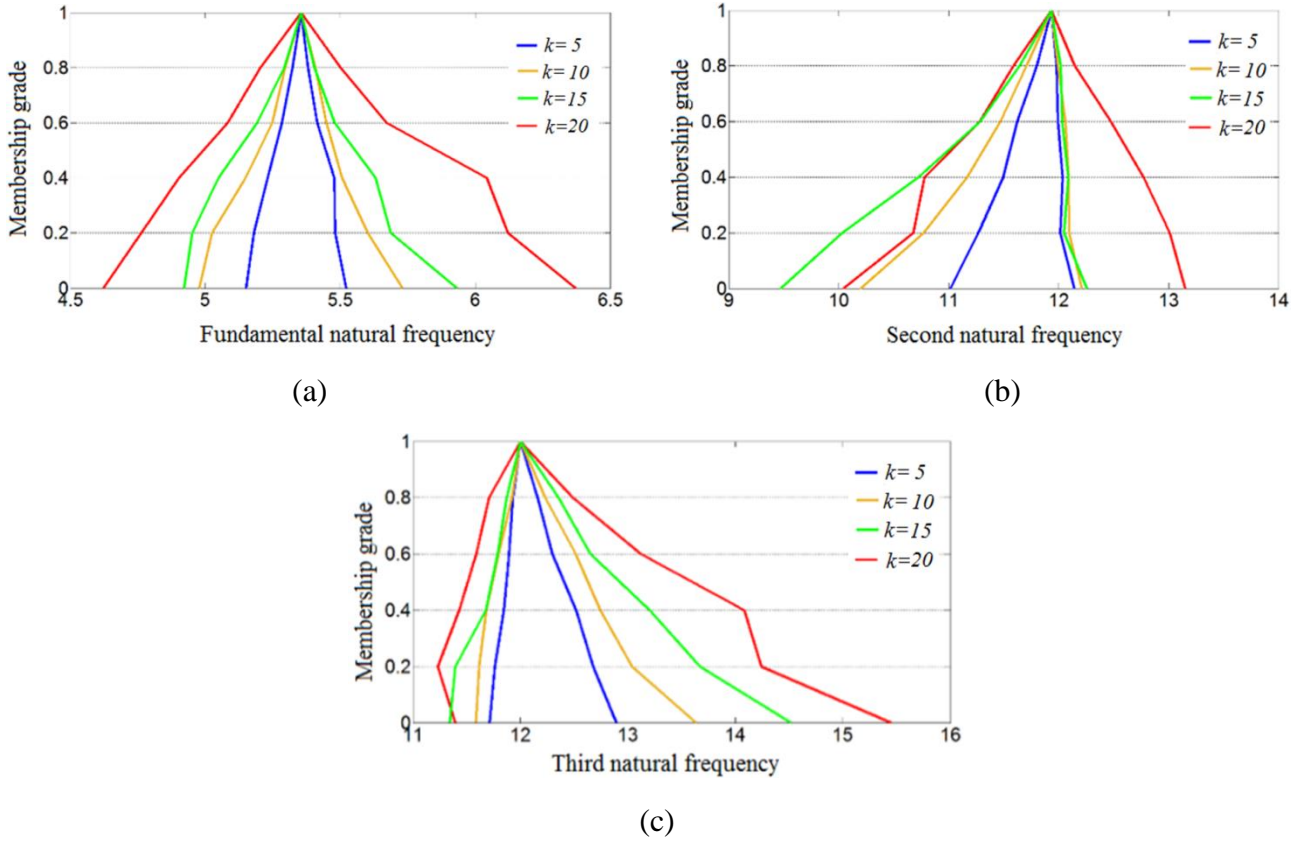 1
0.8
0.6
0.4
0.2
0
Membership grade
k= 5
k= 10
k=15
k=20
4.5 5 5.5 6 6.5
Fundamental natural frequency
(a)
1
0.8
0.6
0.4
0.2
0
Membership grade
k= 5
k= 10
k=15
k=20
9 10 11 12 13 14
Second natural frequency
(b)
1
0.8
0.6
0.4
0.2
0
Membership grade
k= 5
k= 10
k=15
k=20
11 12 13 14 15 16
Third natural frequency
(c)